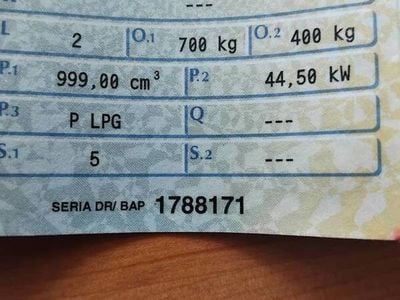 ---
L 2 O.1 700 kg O.2 400 kg
P.1 999,00 cm³ P.2 44,50 kW
P.3 P LPG Q ---
S.1 5 S.2 ---
SERIA DR/ BAP 1788171